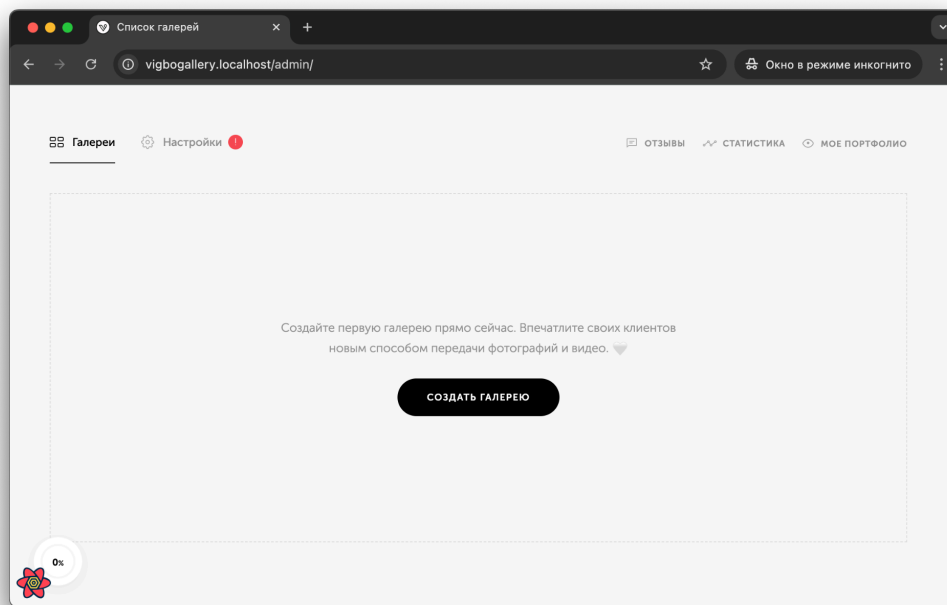 Список галерей
vigbogallery.localhost/admin/
Окно в режиме инкогнито
Галереи
Настройки !
ОТЗЫВЫ
СТАТИСТИКА
МОЕ ПОРТФОЛИО
Создайте первую галерею прямо сейчас. Впечатлите своих клиентов
новым способом передачи фотографий и видео.
СОЗДАТЬ ГАЛЕРЕЮ
0%